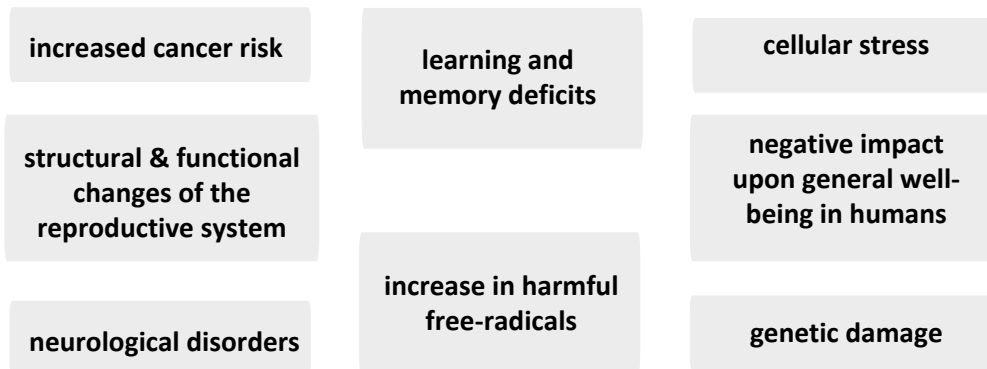 increased cancer risk
structural & functional
changes of the
reproductive system
neurological disorders
learning and
memory deficits
increase in harmful
free-radicals
cellular stress
negative impact
upon general well-
being in humans
genetic damage